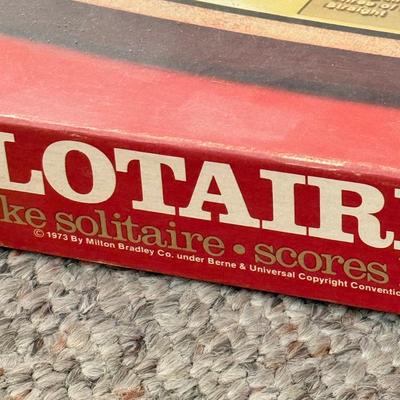 LOTAIR
ke solitaire • scores
© 1973 By Milton Bradley Co. under Berne & Universal Copyright Conventio